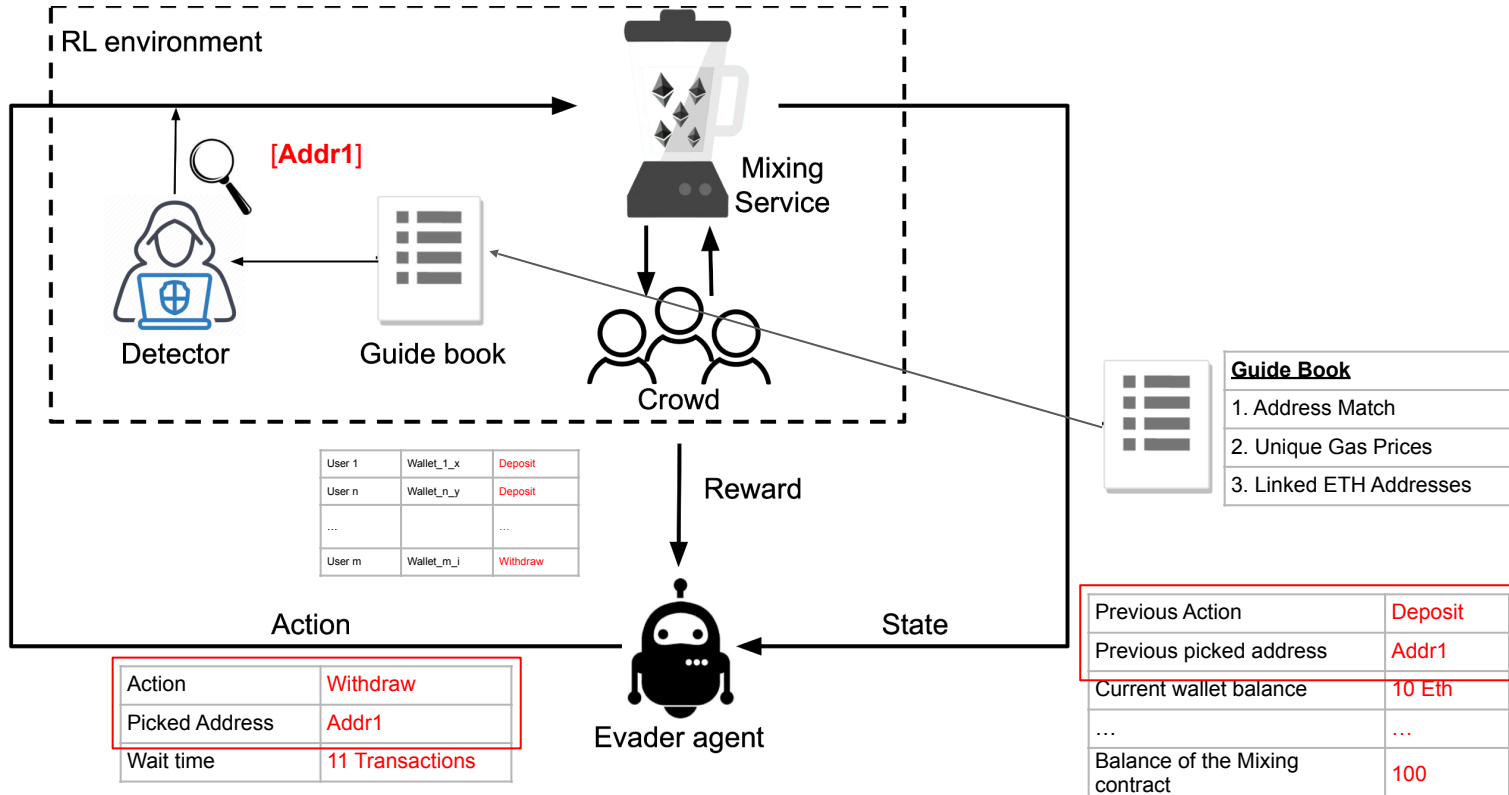 RL environment
[Addr1]
Mixing
Service
Detector
Guide book
Crowd
Guide Book
1. Address Match
2. Unique Gas Prices
3. Linked ETH Addresses
User 1 Wallet_1_x Deposit
User n Wallet_n_y Deposit
... ...
User m Wallet_m_i Withdraw
Reward
Action
State
Evader agent
Action Withdraw
Picked Address Addr1
Wait time 11 Transactions
Previous Action Deposit
Previous picked address Addr1
Current wallet balance 10 Eth
... ...
Balance of the Mixing
contract 100